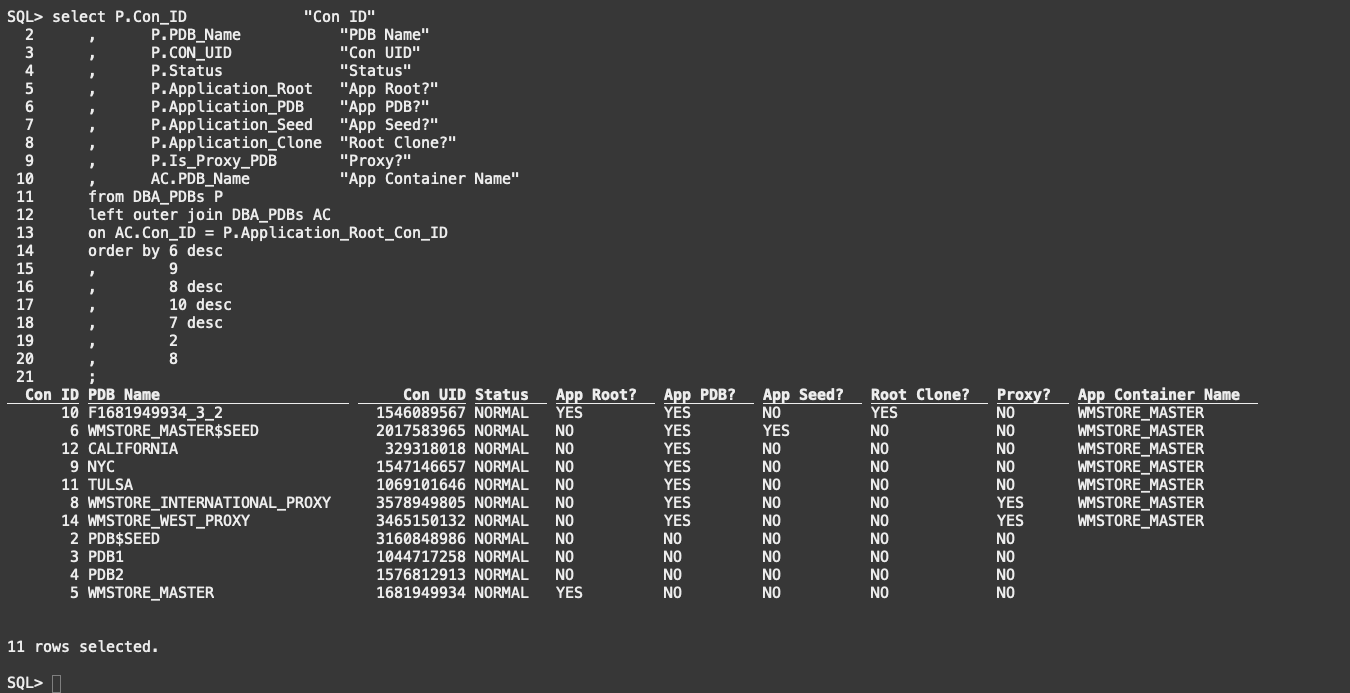 SQL> select P.Con_ID             "Con ID"
  2      ,      P.PDB_Name           "PDB Name"
  3      ,      P.CON_UID            "Con UID"
  4      ,      P.Status             "Status"
  5      ,      P.Application_Root   "App Root?"
  6      ,      P.Application_PDB    "App PDB?"
  7      ,      P.Application_Seed   "App Seed?"
  8      ,      P.Application_Clone  "Root Clone?"
  9      ,      P.Is_Proxy_PDB       "Proxy?"
 10      ,      AC.PDB_Name          "App Container Name"
 11      from DBA_PDBs P
 12      left outer join DBA_PDBs AC
 13      on AC.Con_ID = P.Application_Root_Con_ID
 14      order by 6 desc
 15      ,        9
 16      ,        8 desc
 17      ,        10 desc
 18      ,        7 desc
 19      ,        2
 20      ,        8
 21      ;
  Con ID PDB Name                           Con UID Status   App Root?   App PDB?   App Seed?   Root Clone?   Proxy?   App Container Name
      10 F1681949934_3_2                 1546089567 NORMAL   YES         YES        NO          YES           NO       WMSTORE_MASTER
       6 WMSTORE_MASTER$SEED             2017583965 NORMAL   NO          YES        YES         NO            NO       WMSTORE_MASTER
      12 CALIFORNIA                       329318018 NORMAL   NO          YES        NO          NO            NO       WMSTORE_MASTER
       9 NYC                             1547146657 NORMAL   NO          YES        NO          NO            NO       WMSTORE_MASTER
      11 TULSA                           1069101646 NORMAL   NO          YES        NO          NO            NO       WMSTORE_MASTER
       8 WMSTORE_INTERNATIONAL_PROXY     3578949805 NORMAL   NO          YES        NO          NO            YES      WMSTORE_MASTER
      14 WMSTORE_WEST_PROXY              3465150132 NORMAL   NO          YES        NO          NO            YES      WMSTORE_MASTER
       2 PDB$SEED                        3160848986 NORMAL   NO          NO         NO          NO            NO
       3 PDB1                            1044717258 NORMAL   NO          NO         NO          NO            NO
       4 PDB2                            1576812913 NORMAL   NO          NO         NO          NO            NO
       5 WMSTORE_MASTER                  1681949934 NORMAL   YES         NO         NO          NO            NO
11 rows selected.
SQL>